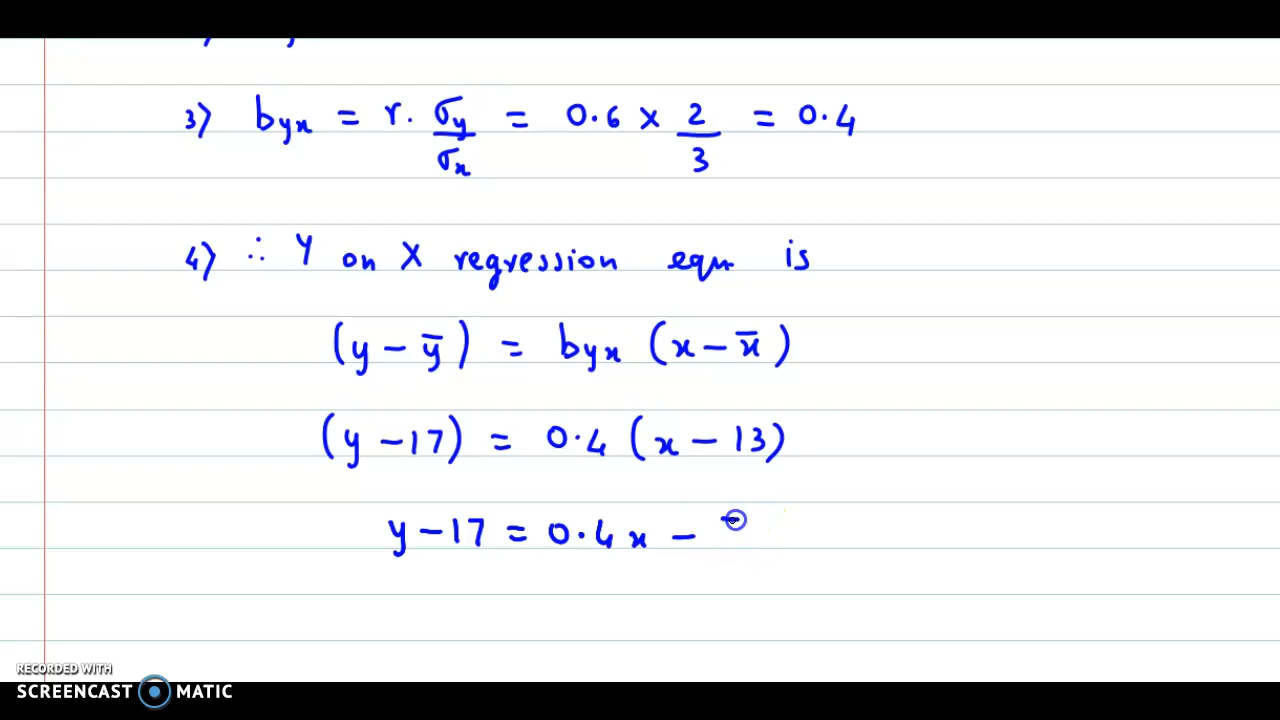 3) byx = r. σy/σx = 0.6 × 2/3 = 0.4
4) ∴ Y on X regression eqn is
(y − ȳ) = byx (x − x̄)
(y − 17) = 0.4 (x − 13)
y − 17 = 0.4x −
RECORDED WITH
SCREENCAST MATIC